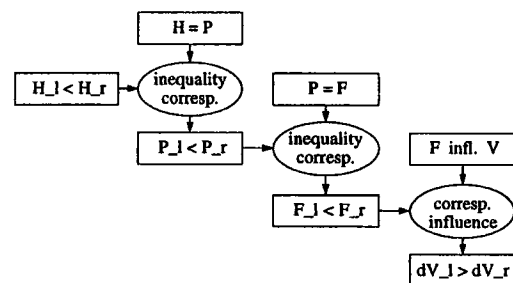 H = P
inequality
corresp.
H_l < H_r
P_l < P_r
P = F
inequality
corresp.
F_l < F_r
F infl. V
corresp.
influence
dV_l > dV_r